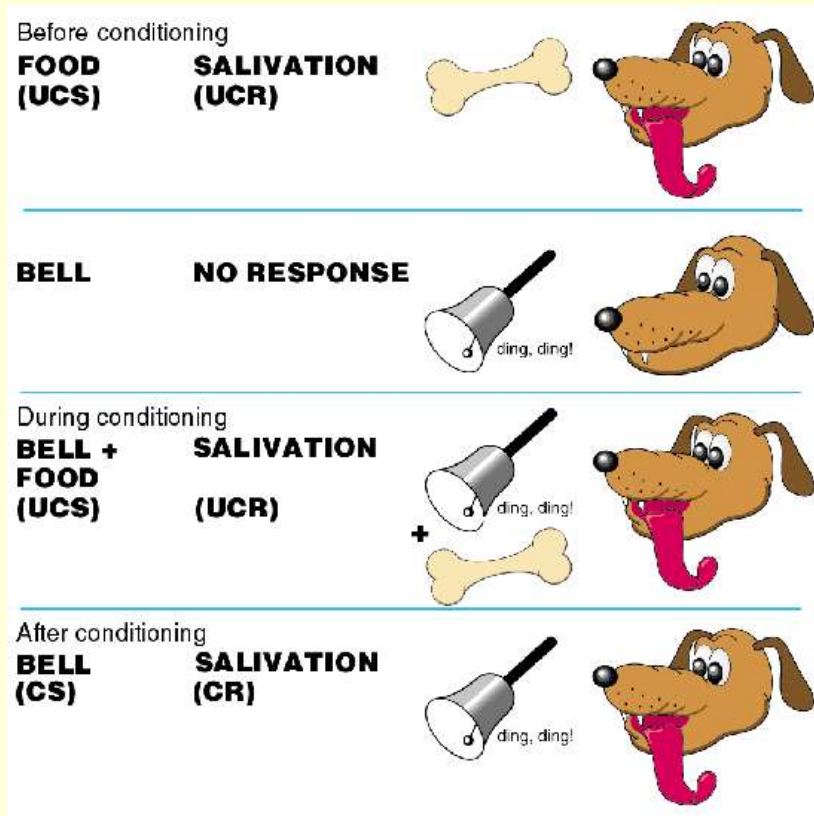 Before conditioning
FOOD SALIVATION
(UCS) (UCR)
BELL NO RESPONSE
ding, ding!
During conditioning
BELL + SALIVATION
FOOD
(UCS) (UCR)
ding, ding!
+
After conditioning
BELL SALIVATION
(CS) (CR)
ding, ding!